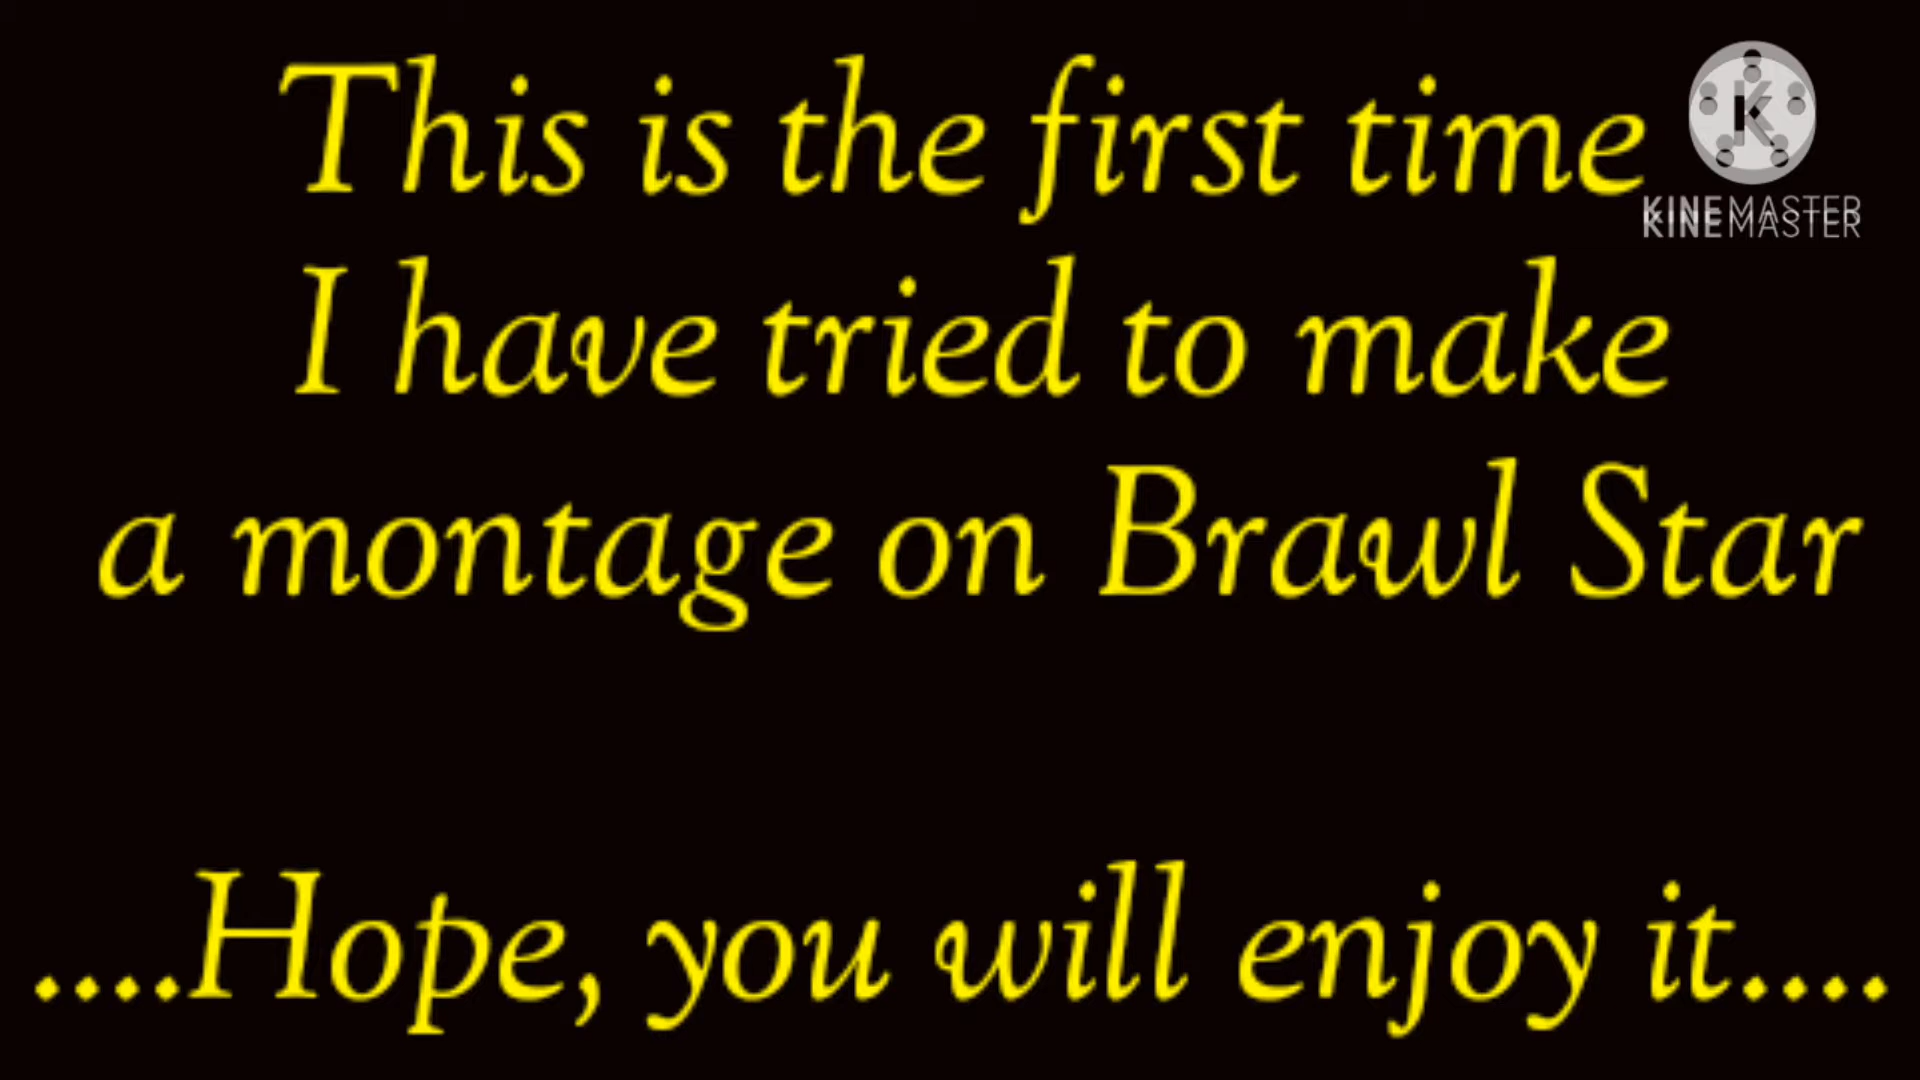 This is the first time
KINEMASTER
I have tried to make
a montage on Brawl Star
....Hope, you will enjoy it....